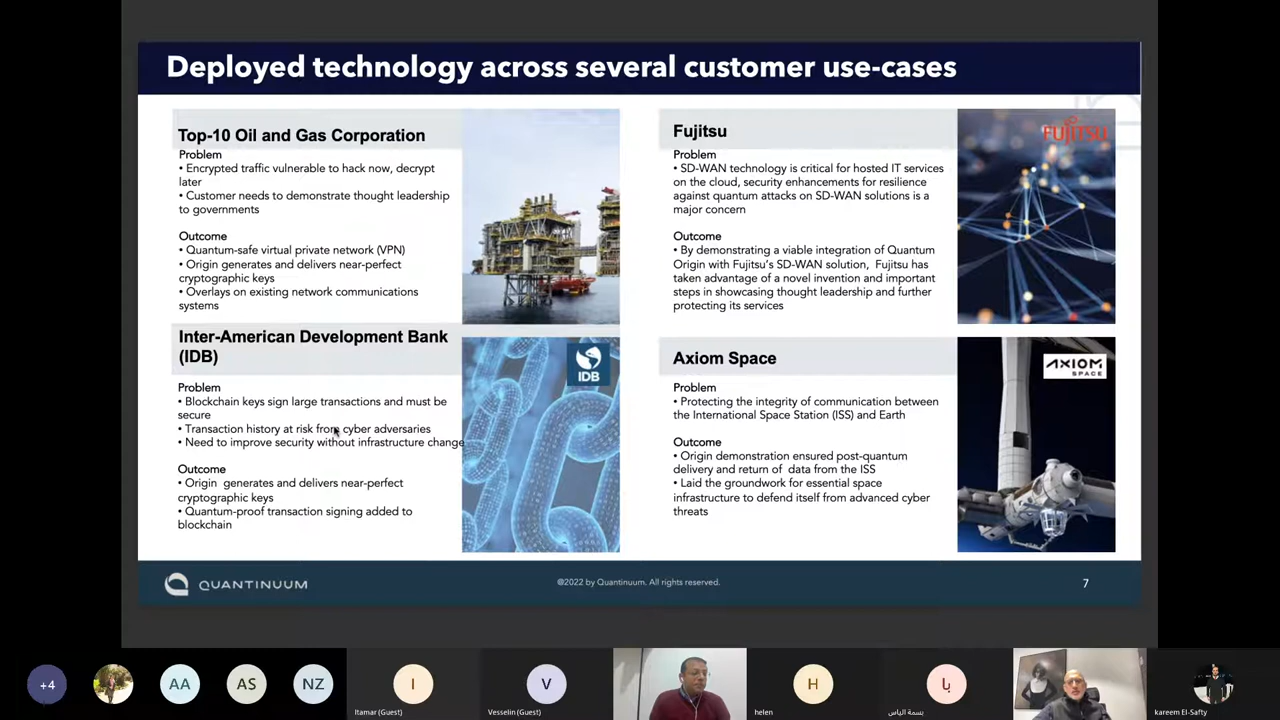 Deployed technology across several customer use-cases
Top-10 Oil and Gas Corporation
Problem
• Encrypted traffic vulnerable to hack now, decrypt
later
• Customer needs to demonstrate thought leadership
to governments
Outcome
• Quantum-safe virtual private network (VPN)
• Origin generates and delivers near-perfect
cryptographic keys
• Overlays on existing network communications
systems
Fujitsu
FUJITSU
Problem
• SD-WAN technology is critical for hosted IT services
on the cloud, security enhancements for resilience
against quantum attacks on SD-WAN solutions is a
major concern
Outcome
• By demonstrating a viable integration of Quantum
Origin with Fujitsu's SD-WAN solution, Fujitsu has
taken advantage of a novel invention and important
steps in showcasing thought leadership and further
protecting its services
Inter-American Development Bank
(IDB)
IDB
Problem
• Blockchain keys sign large transactions and must be
secure
• Transaction history at risk from cyber adversaries
• Need to improve security without infrastructure change
Outcome
• Origin generates and delivers near-perfect
cryptographic keys
• Quantum-proof transaction signing added to
blockchain
Axiom Space
AXIOM
SPACE
Problem
• Protecting the integrity of communication between
the International Space Station (ISS) and Earth
Outcome
• Origin demonstration ensured post-quantum
delivery and return of data from the ISS
• Laid the groundwork for essential space
infrastructure to defend itself from advanced cyber
threats
QUANTINUUM
@2022 by Quantinuum. All rights reserved.
7
+4
AA
AS
NZ
I
V
H
با
Itamar (Guest)
Vesselin (Guest)
helen
بسمة الياس
kareem El-Safty